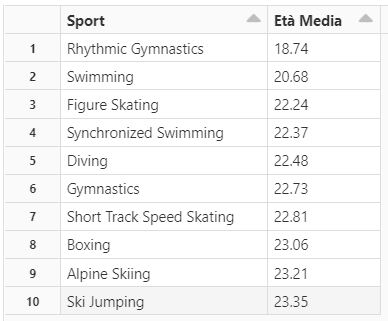 Sport Età Media
1 Rhythmic Gymnastics 18.74
2 Swimming 20.68
3 Figure Skating 22.24
4 Synchronized Swimming 22.37
5 Diving 22.48
6 Gymnastics 22.73
7 Short Track Speed Skating 22.81
8 Boxing 23.06
9 Alpine Skiing 23.21
10 Ski Jumping 23.35